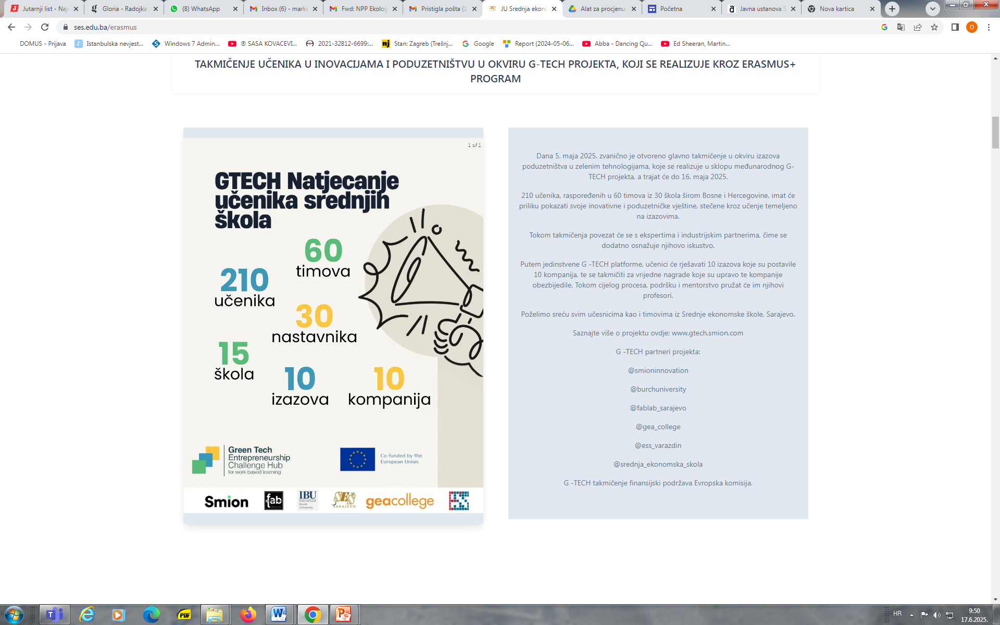 Jutarnji list - Naj
Gloria - Radojka
(8) WhatsApp
Inbox (6) - marke
Fwd: NPP Ekolog
Pristigla pošta (1
JU Srednja ekono
Alat za procjenu
Početna
Javna ustanova S
Nova kartica
ses.edu.ba/erasmus
O
DOMUS - Prijava
Istanbulska nevjest...
Windows 7 Admin...
® SASA KOVACEVI...
2021-32812-6699:...
Stan: Zagreb (Trešnj...
Google
Report (2024-05-06...
Abba - Dancing Qu...
Ed Sheeran, Martin...
TAKMIČENJE UČENIKA U INOVACIJAMA I PODUZETNIŠTVU U OKVIRU G-TECH PROJEKTA, KOJI SE REALIZUJE KROZ ERASMUS+
PROGRAM
1 of 1
GTECH Natjecanje
učenika srednjih
škola
60
timova
210
učenika
30
nastavnika
15
škola
10
izazova
10
kompanija
Green Tech
Entrepreneurship
Challenge Hub
for work-based learning
Co-funded by the
European Union
Smion
fab
IBU
International
Burch
University
SEŠ
SARAJEVO
geacollege
Dana 5. maja 2025. zvanično je otvoreno glavno takmičenje u okviru izazova
poduzetništva u zelenim tehnologijama, koje se realizuje u sklopu međunarodnog G-
TECH projekta, a trajat će do 16. maja 2025.
210 učenika, raspoređenih u 60 timova iz 30 škola širom Bosne i Hercegovine, imat će
priliku pokazati svoje inovativne i poduzetničke vještine, stečene kroz učenje temeljeno
na izazovima.
Tokom takmičenja povezat će se s ekspertima i industrijskim partnerima, čime se
dodatno osnažuje njihovo iskustvo.
Putem jedinstvene G -TECH platforme, učenici će rješavati 10 izazova koje su postavile
10 kompanija, te se takmičiti za vrijedne nagrade koje su upravo te kompanije
obezbijedile. Tokom cijelog procesa, podršku i mentorstvo pružat će im njihovi
profesori.
Poželimo sreću svim učesnicima kao i timovima iz Srednje ekonomske škole, Sarajevo.
Saznajte više o projektu ovdje: www.gtech.smion.com
G -TECH partneri projekta:
@smioninnovation
@burchuniversity
@fablab_sarajevo
@gea_college
@ess_varazdin
@srednja_ekonomska_skola
G -TECH takmičenje finansijski podržava Evropska komisija.
PDF
HR
9:50
17.6.2025.